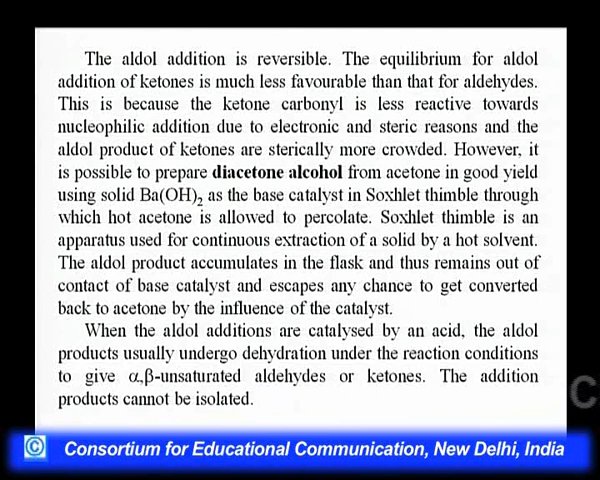 The aldol addition is reversible. The equilibrium for aldol
addition of ketones is much less favourable than that for aldehydes.
This is because the ketone carbonyl is less reactive towards
nucleophilic addition due to electronic and steric reasons and the
aldol product of ketones are sterically more crowded. However, it
is possible to prepare diacetone alcohol from acetone in good yield
using solid Ba(OH)₂ as the base catalyst in Soxhlet thimble through
which hot acetone is allowed to percolate. Soxhlet thimble is an
apparatus used for continuous extraction of a solid by a hot solvent.
The aldol product accumulates in the flask and thus remains out of
contact of base catalyst and escapes any chance to get converted
back to acetone by the influence of the catalyst.
When the aldol additions are catalysed by an acid, the aldol
products usually undergo dehydration under the reaction conditions
to give α,β-unsaturated aldehydes or ketones. The addition
products cannot be isolated.
C
© Consortium for Educational Communication, New Delhi, India